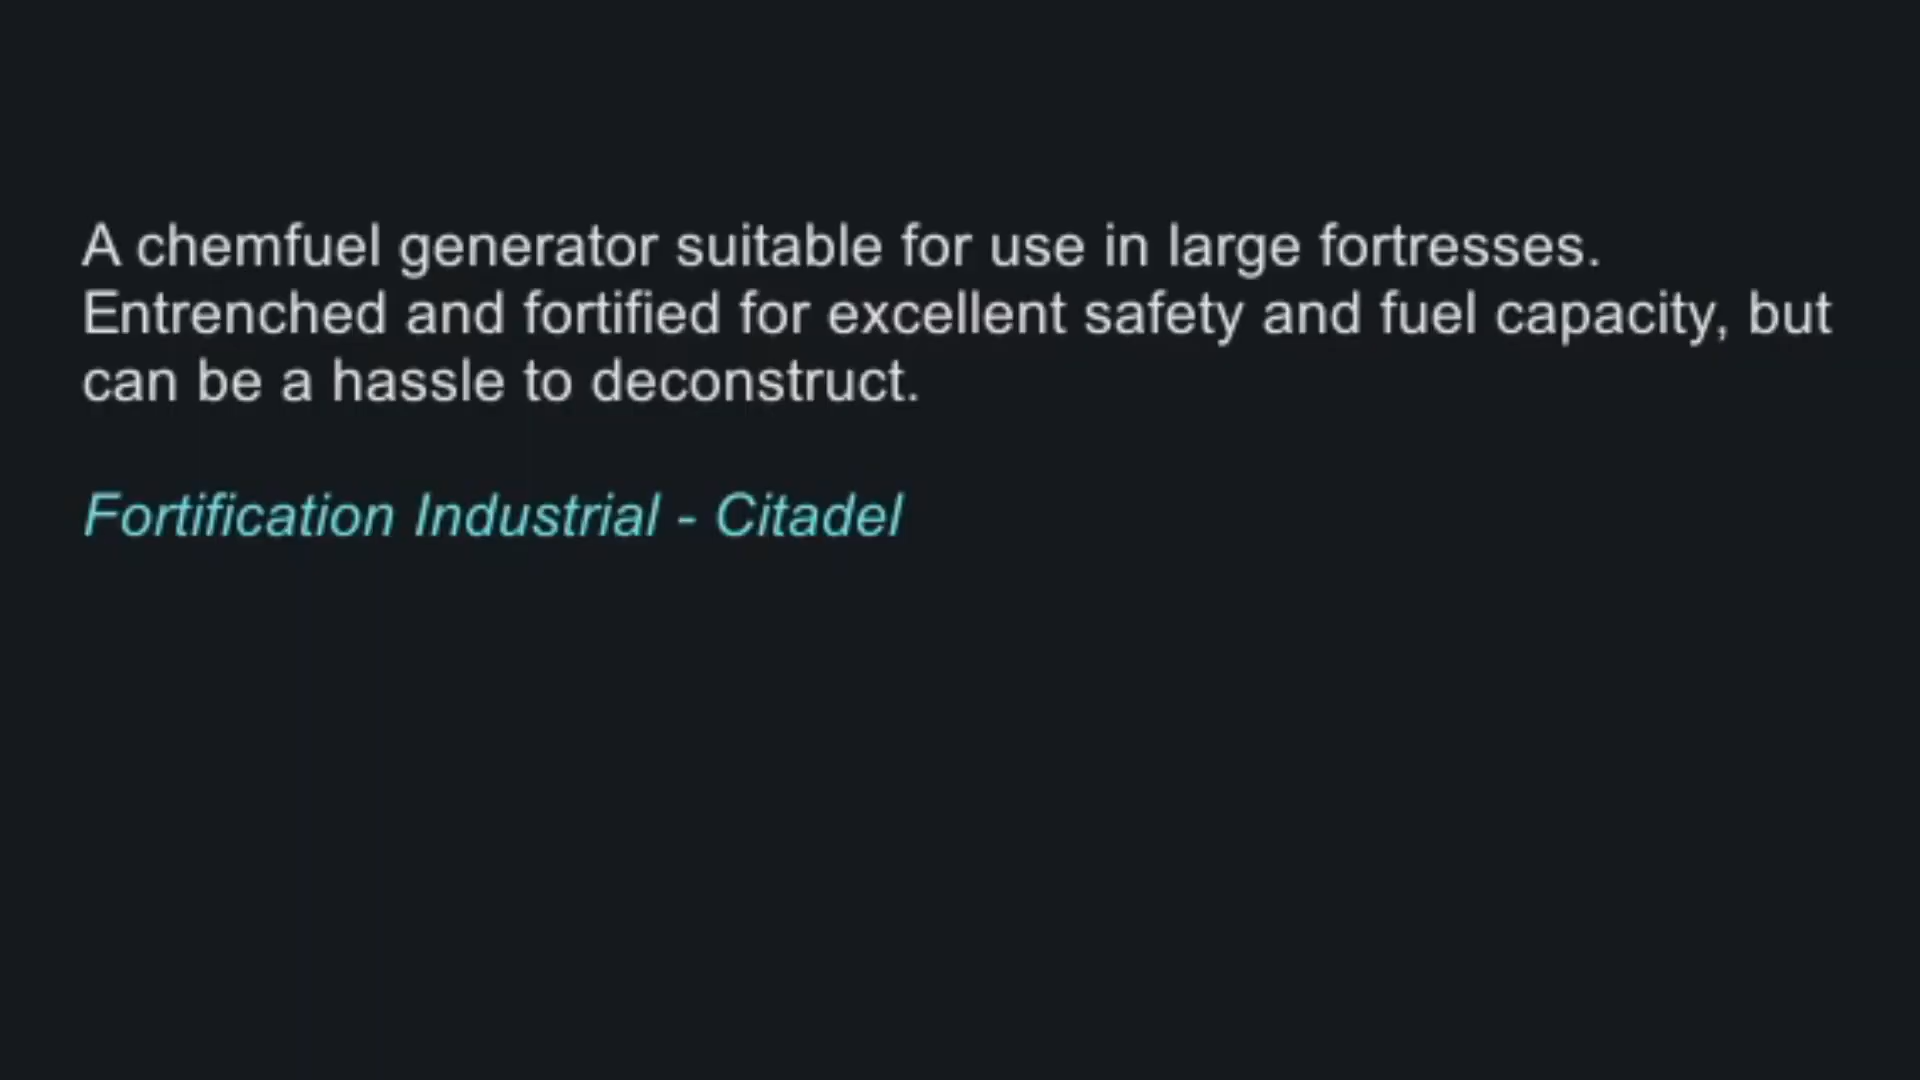 A chemfuel generator suitable for use in large fortresses.
Entrenched and fortified for excellent safety and fuel capacity, but
can be a hassle to deconstruct.
Fortification Industrial - Citadel